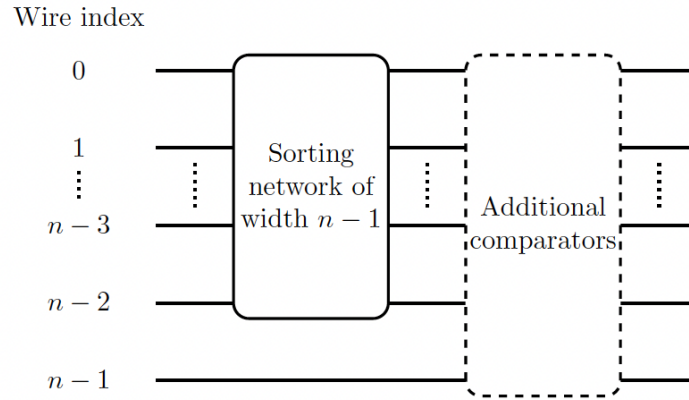 Wire index
0
1
n − 3
n − 2
n − 1
Sorting
network of
width n − 1
Additional
comparators